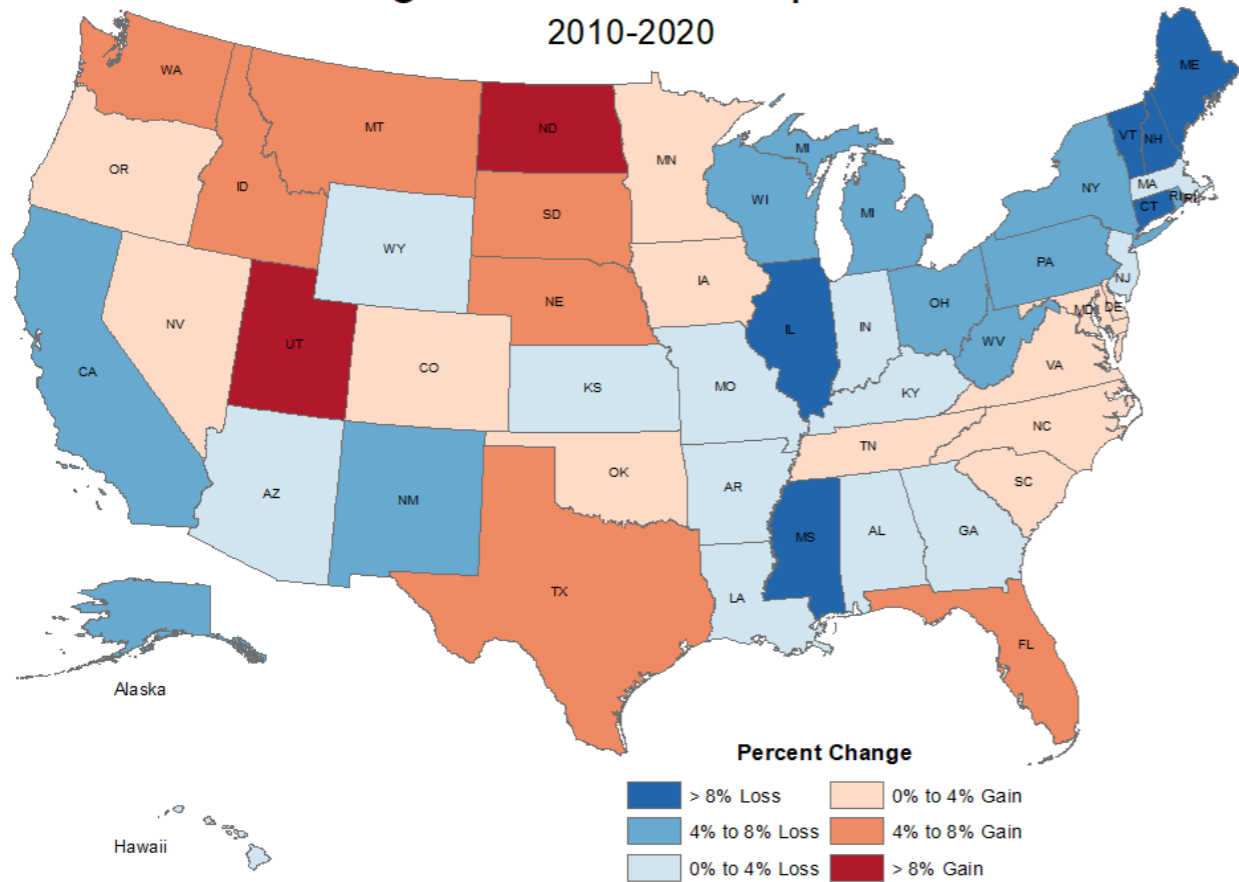 2010-2020
WA
ME
MT
ND
VT
NH
MN
OR
MI
ID
MA
NY
WI
SD
CT
RI
RI
MI
WY
PA
IA
NJ
NE
OH
MD
DE
IL
IN
NV
WV
UT
CO
VA
CA
KS
MO
KY
NC
TN
OK
SC
AZ
AR
NM
MS
AL
GA
TX
LA
FL
Alaska
Percent Change
> 8% Loss
0% to 4% Gain
4% to 8% Loss
4% to 8% Gain
Hawaii
0% to 4% Loss
> 8% Gain